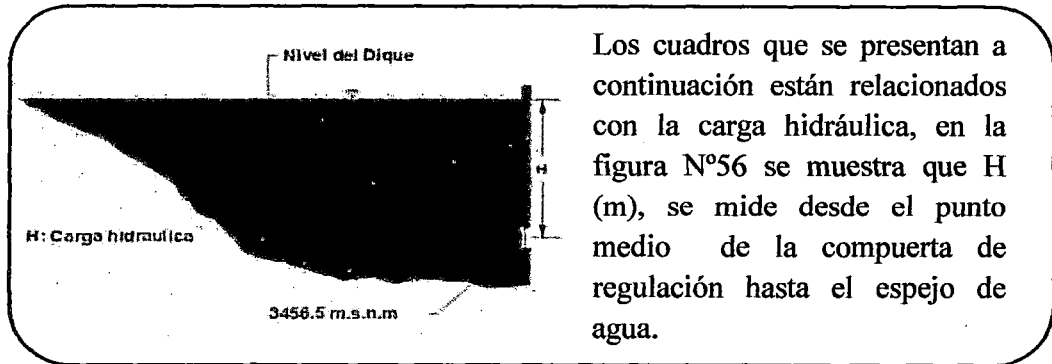 Nivel del Dique
H
H: Carga hidraulica
3456.5 m.s.n.m
Los cuadros que se presentan a
continuación están relacionados
con la carga hidráulica, en la
figura Nº56 se muestra que H
(m), se mide desde el punto
medio de la compuerta de
regulación hasta el espejo de
agua.